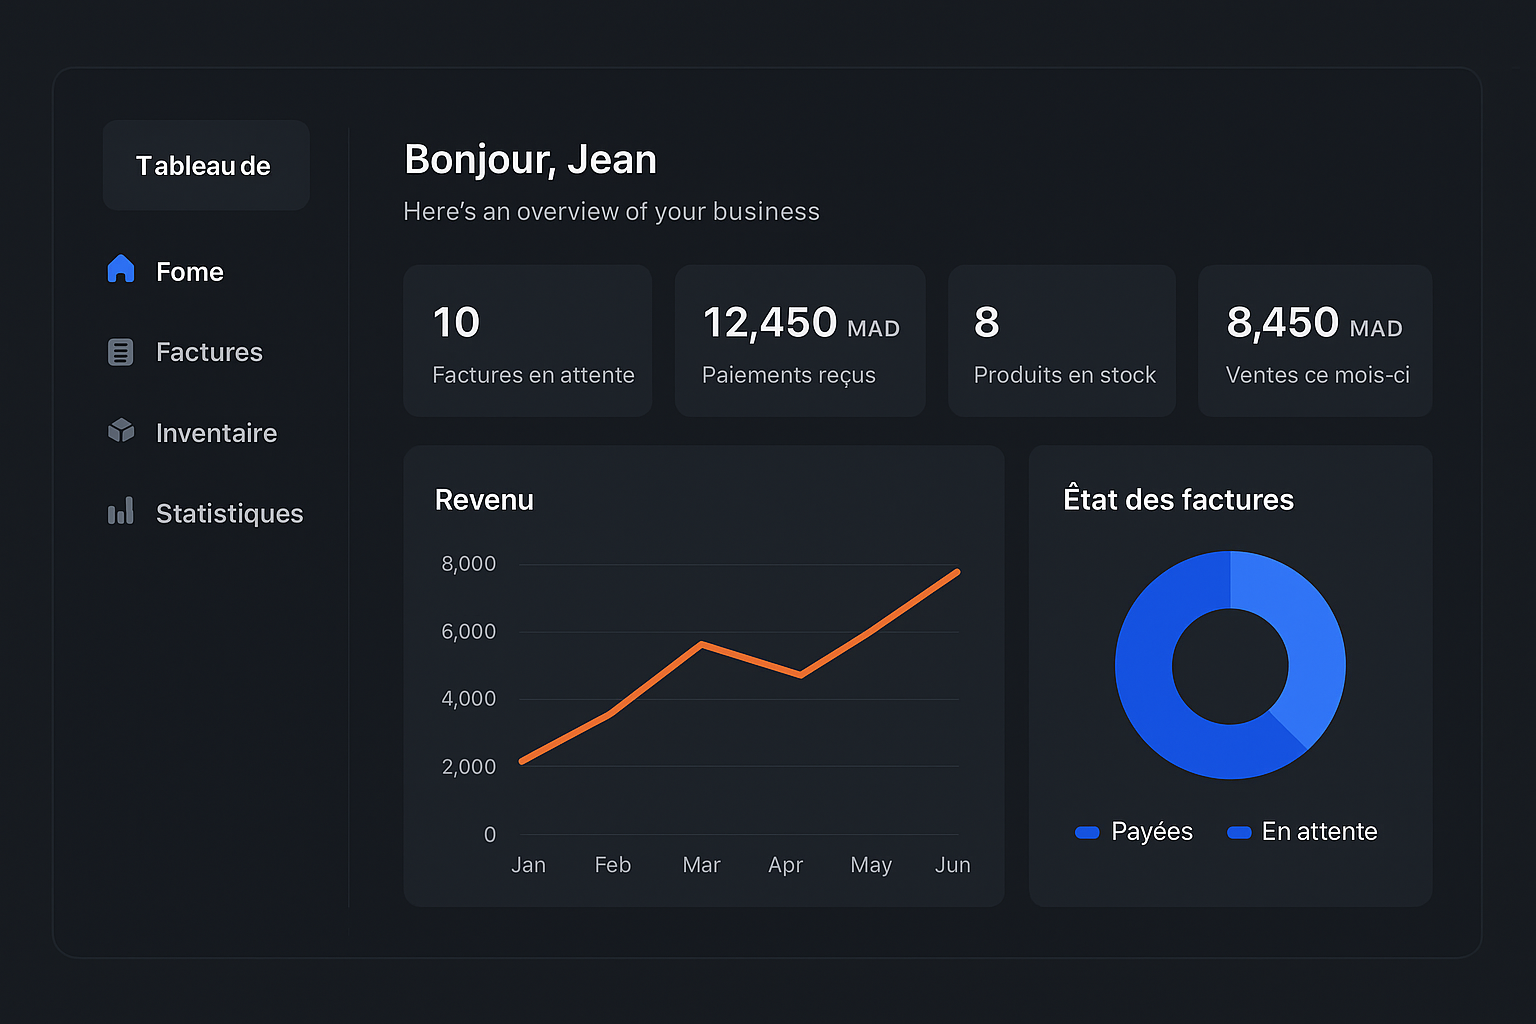 Tableau de
Fome
Factures
Inventaire
Statistiques
Bonjour, Jean
Here's an overview of your business
10
Factures en attente
12,450 MAD
Paiements reçus
8
Produits en stock
8,450 MAD
Ventes ce mois-ci
Revenu
8,000
6,000
4,000
2,000
0
Jan Feb Mar Apr May Jun
Êtat des factures
Payées En attente